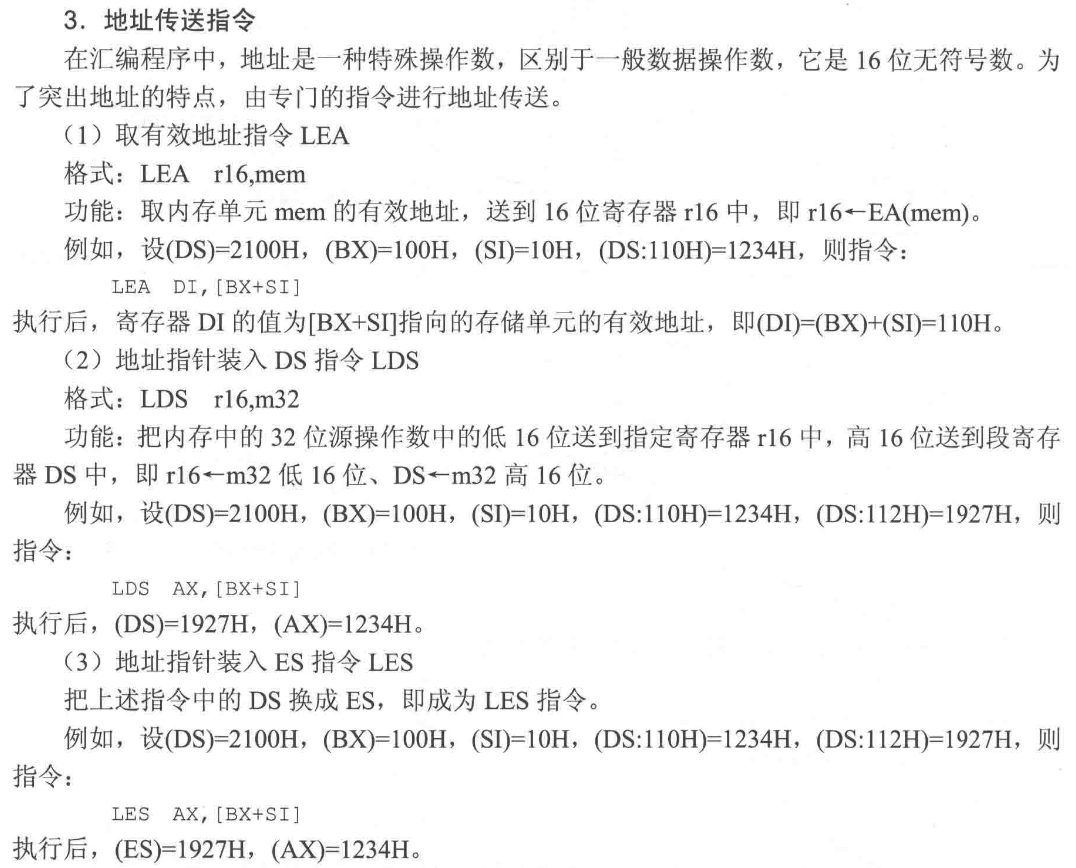 3．地址传送指令
在汇编程序中，地址是一种特殊操作数，区别于一般数据操作数，它是 16 位无符号数。为
了突出地址的特点，由专门的指令进行地址传送。
（1）取有效地址指令 LEA
格式：LEA r16,mem
功能：取内存单元 mem 的有效地址，送到 16 位寄存器 r16 中，即 r16←EA(mem)。
例如，设(DS)=2100H，(BX)=100H，(SI)=10H，(DS:110H)=1234H，则指令：
LEA DI,[BX+SI]
执行后，寄存器 DI 的值为[BX+SI]指向的存储单元的有效地址，即(DI)=(BX)+(SI)=110H。
（2）地址指针装入 DS 指令 LDS
格式：LDS r16,m32
功能：把内存中的 32 位源操作数中的低 16 位送到指定寄存器 r16 中，高 16 位送到段寄存
器 DS 中，即 r16←m32 低 16 位、DS←m32 高 16 位。
例如，设(DS)=2100H，(BX)=100H，(SI)=10H，(DS:110H)=1234H，(DS:112H)=1927H，则
指令：
LDS AX,[BX+SI]
执行后，(DS)=1927H，(AX)=1234H。
（3）地址指针装入 ES 指令 LES
把上述指令中的 DS 换成 ES，即成为 LES 指令。
例如，设(DS)=2100H，(BX)=100H，(SI)=10H，(DS:110H)=1234H，(DS:112H)=1927H，则
指令：
LES AX,[BX+SI]
执行后，(ES)=1927H，(AX)=1234H。